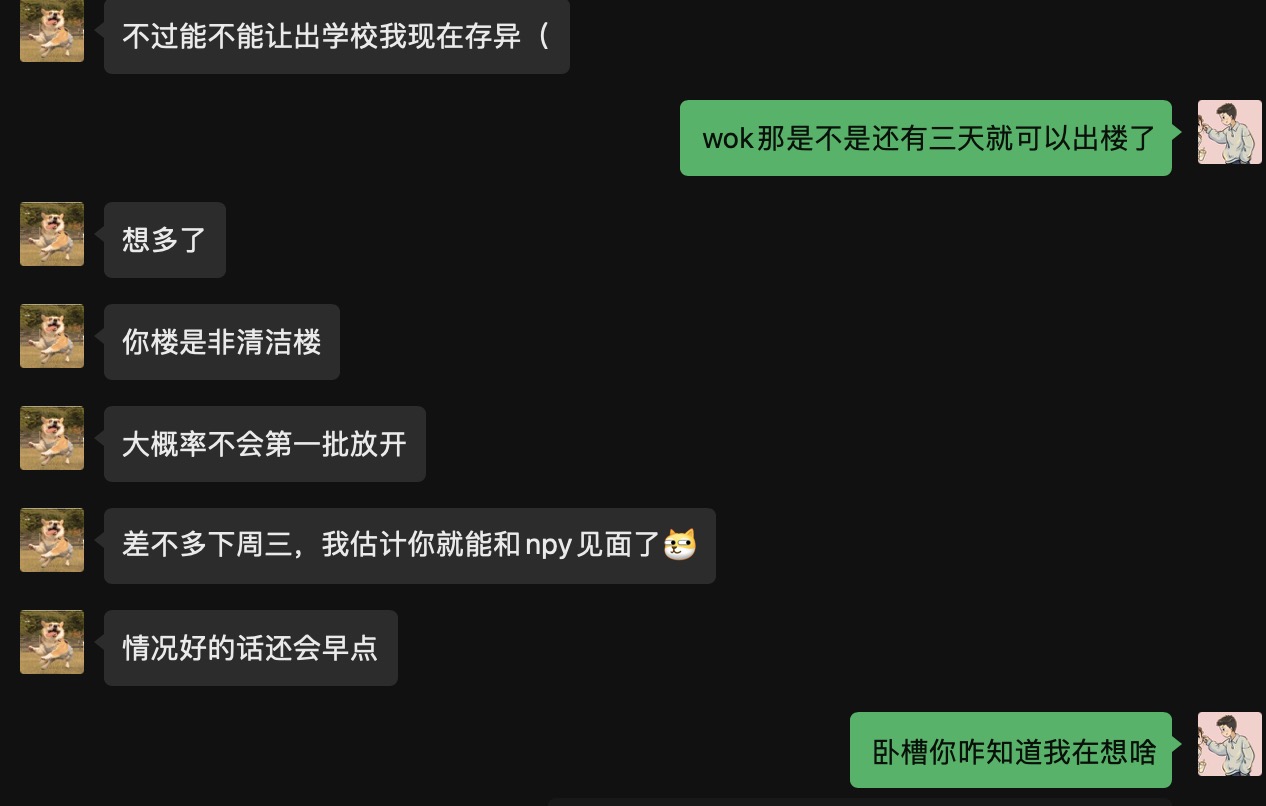 不过能不能让出学校我现在存异（
wok那是不是还有三天就可以出楼了
想多了
你楼是非清洁楼
大概率不会第一批放开
差不多下周三，我估计你就能和npy见面了
情况好的话还会早点
卧槽你咋知道我在想啥